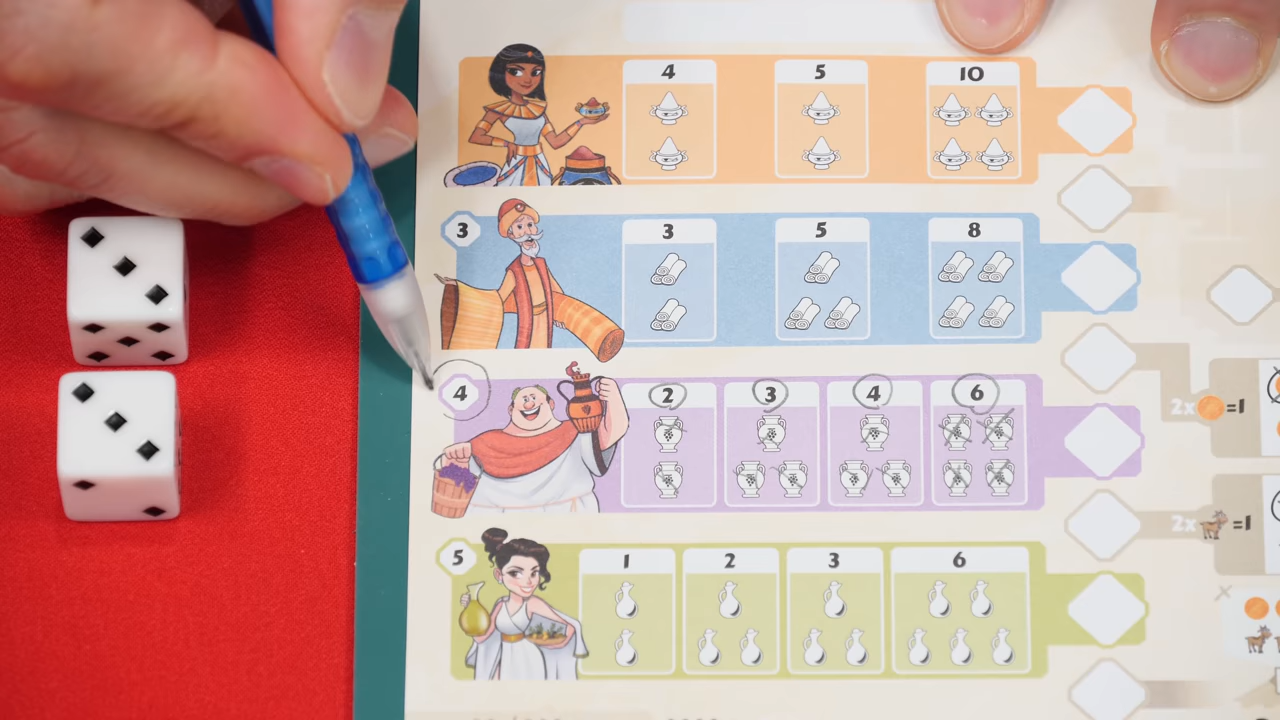 4 5 10
3 3 5 8
2x =1
4 2 3 4 6
2x =1
5 1 2 3 6